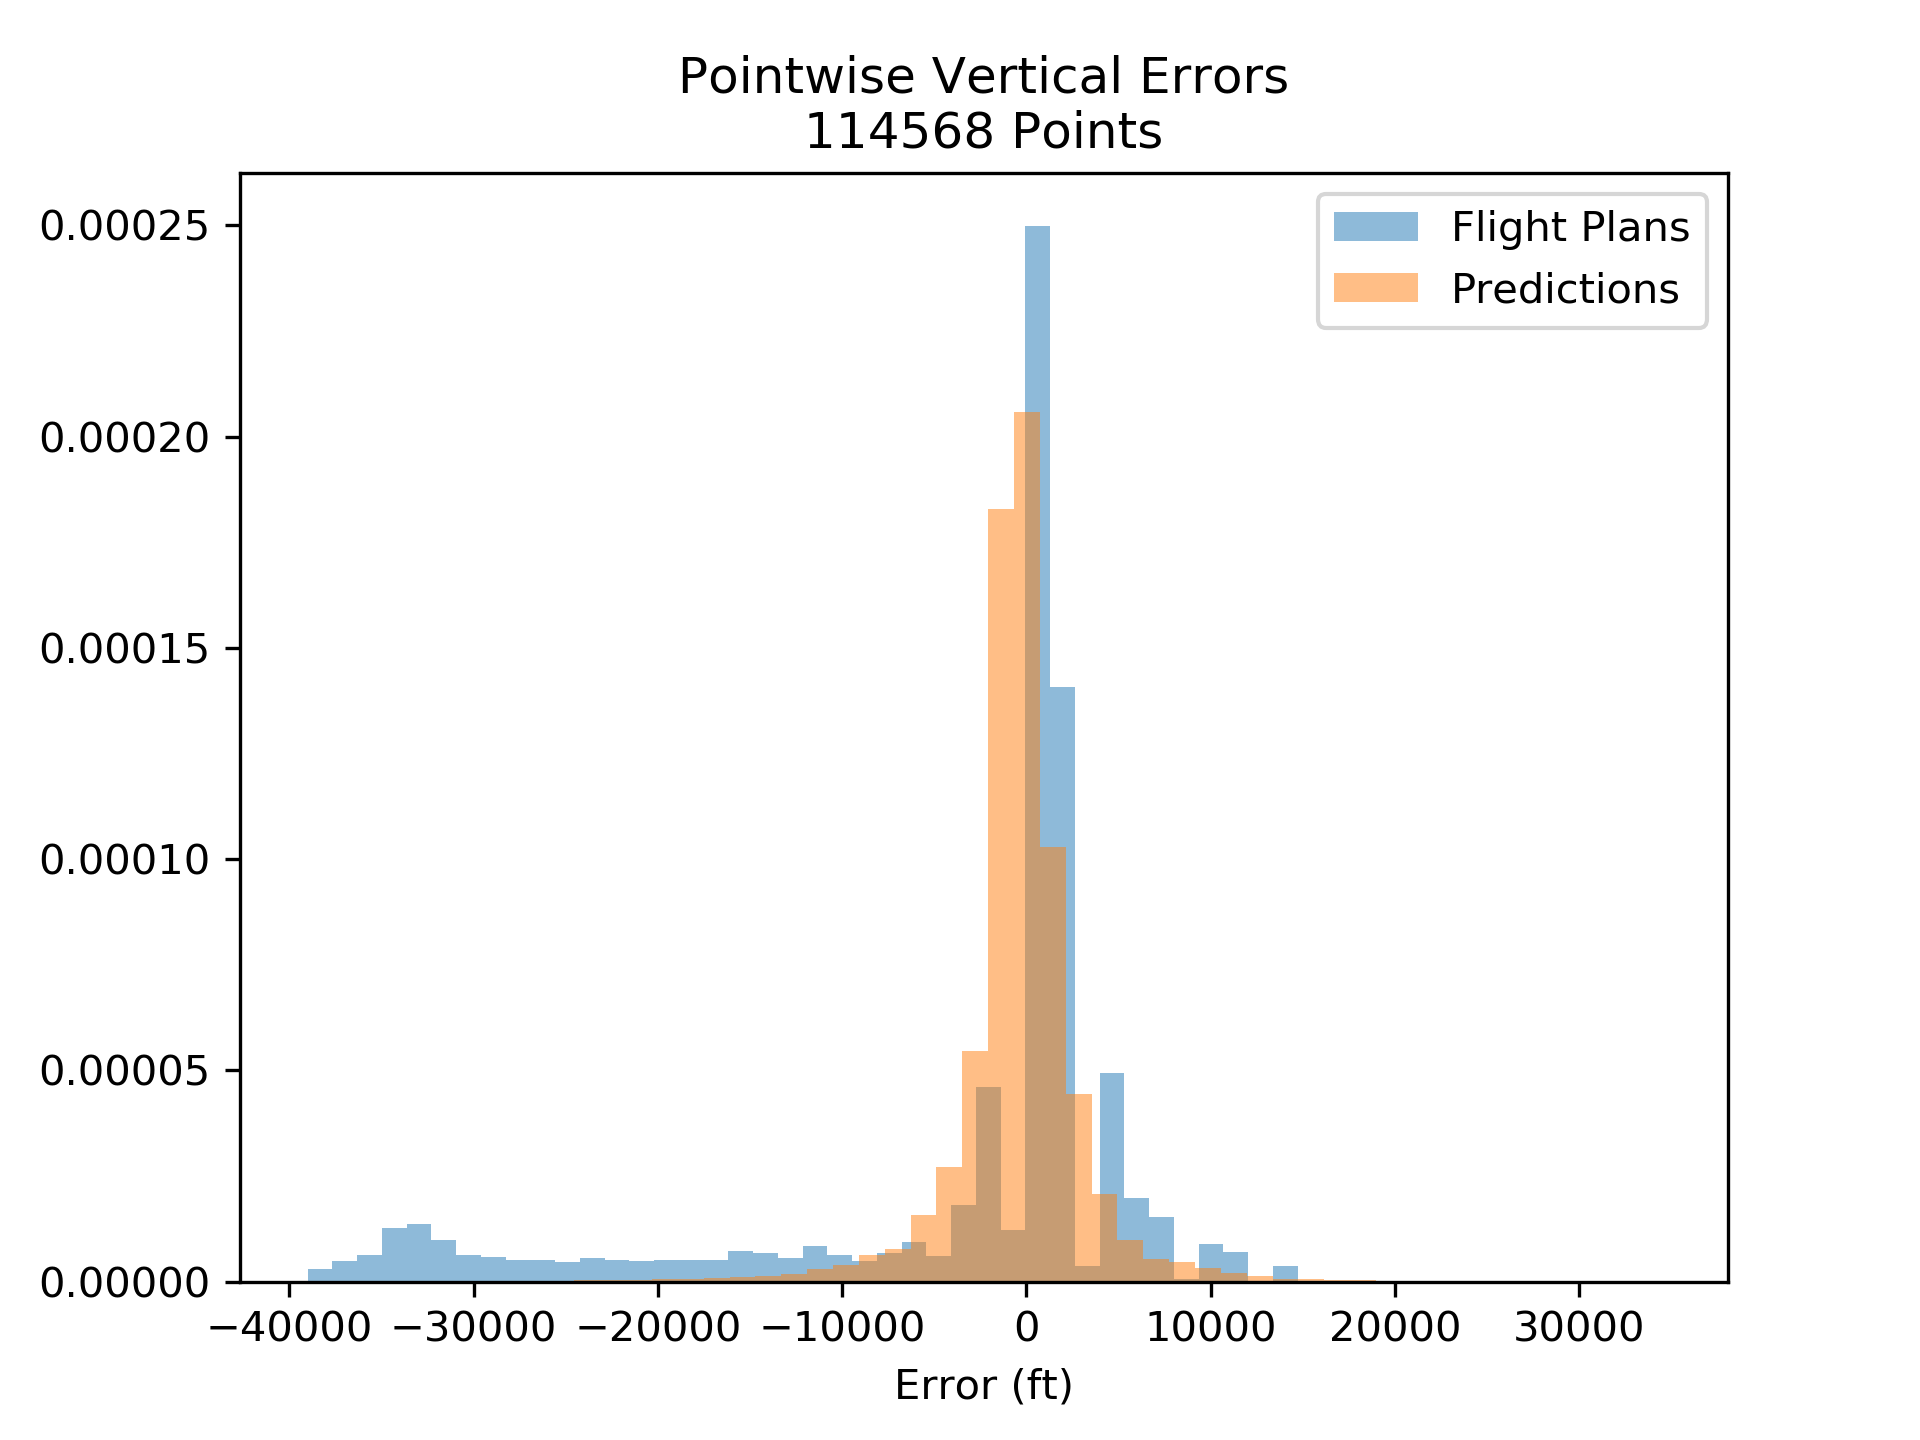 Pointwise Vertical Errors
114568 Points
Flight Plans
Predictions
0.00025
0.00020
0.00015
0.00010
0.00005
0.00000
−40000 −30000 −20000 −10000 0 10000 20000 30000
Error (ft)